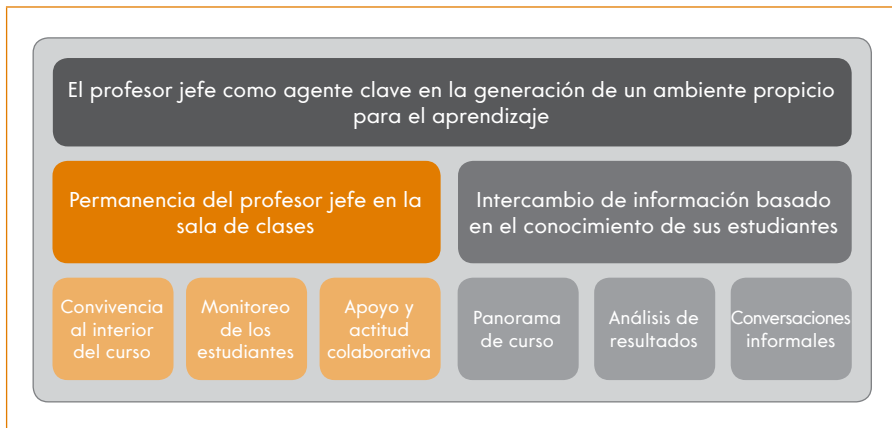 El profesor jefe como agente clave en la generación de un ambiente propicio
para el aprendizaje
Permanencia del profesor jefe en la
sala de clases
Intercambio de información basado
en el conocimiento de sus estudiantes
Convivencia
al interior
del curso
Monitoreo
de los
estudiantes
Apoyo y
actitud
colaborativa
Panorama
de curso
Análisis de
resultados
Conversaciones
informales